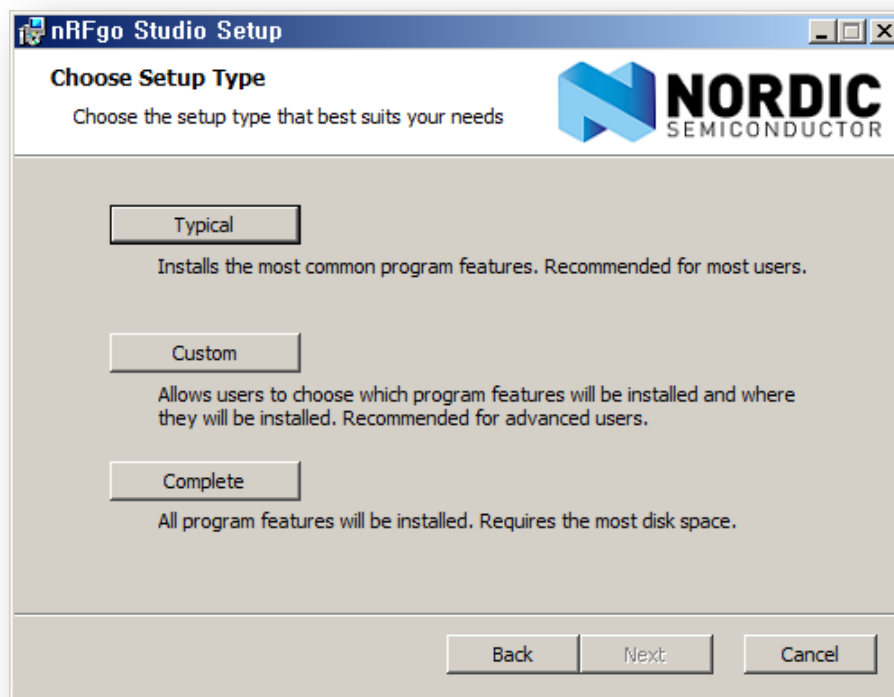 nRFgo Studio Setup
Choose Setup Type
Choose the setup type that best suits your needs
NORDIC
SEMICONDUCTOR
Typical
Installs the most common program features. Recommended for most users.
Custom
Allows users to choose which program features will be installed and where
they will be installed. Recommended for advanced users.
Complete
All program features will be installed. Requires the most disk space.
Back
Next
Cancel